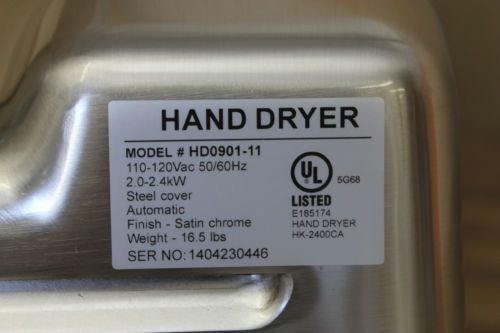 HAND DRYER
MODEL # HD0901-11
110-120Vac 50/60Hz
2.0-2.4kW
Steel cover
Automatic
Finish - Satin chrome
Weight - 16.5 lbs
SER NO: 1404230446
UL
5G68
LISTED
E185174
HAND DRYER
HK-2400CA